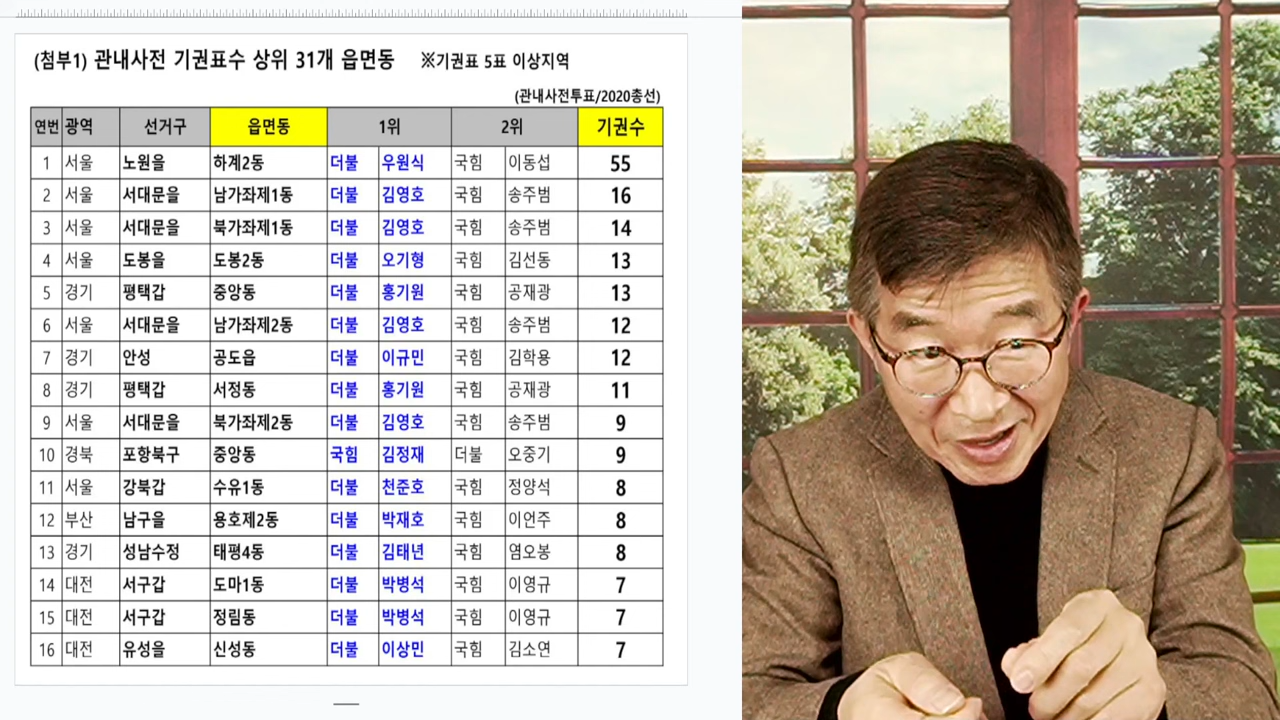 (첨부1) 관내사전 기권표수 상위 31개 읍면동 ※기권표 5표 이상지역
(관내사전투표/2020총선)
연번 광역 선거구 읍면동 1위 2위 기권수
1 서울 노원을 하계2동 더불 우원식 국힘 이동섭 55
2 서울 서대문을 남가좌제1동 더불 김영호 국힘 송주범 16
3 서울 서대문을 북가좌제1동 더불 김영호 국힘 송주범 14
4 서울 도봉을 도봉2동 더불 오기형 국힘 김선동 13
5 경기 평택갑 중앙동 더불 홍기원 국힘 공재광 13
6 서울 서대문을 남가좌제2동 더불 김영호 국힘 송주범 12
7 경기 안성 공도읍 더불 이규민 국힘 김학용 12
8 경기 평택갑 서정동 더불 홍기원 국힘 공재광 11
9 서울 서대문을 북가좌제2동 더불 김영호 국힘 송주범 9
10 경북 포항북구 중앙동 국힘 김정재 더불 오중기 9
11 서울 강북갑 수유1동 더불 천준호 국힘 정양석 8
12 부산 남구을 용호제2동 더불 박재호 국힘 이언주 8
13 경기 성남수정 태평4동 더불 김태년 국힘 염오봉 8
14 대전 서구갑 도마1동 더불 박병석 국힘 이영규 7
15 대전 서구갑 정림동 더불 박병석 국힘 이영규 7
16 대전 유성을 신성동 더불 이상민 국힘 김소연 7